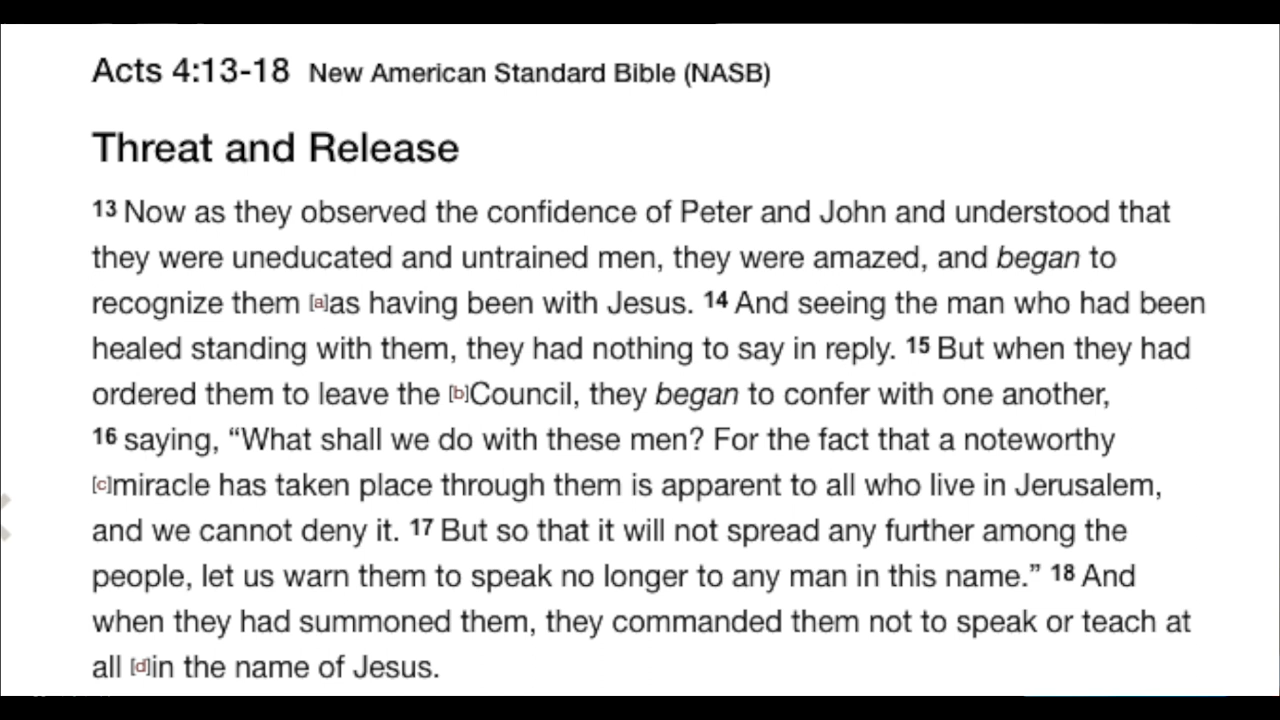 Acts 4:13-18 New American Standard Bible (NASB)
Threat and Release
13 Now as they observed the confidence of Peter and John and understood that
they were uneducated and untrained men, they were amazed, and began to
recognize them [a]as having been with Jesus. 14 And seeing the man who had been
healed standing with them, they had nothing to say in reply. 15 But when they had
ordered them to leave the [b]Council, they began to confer with one another,
16 saying, “What shall we do with these men? For the fact that a noteworthy
[c]miracle has taken place through them is apparent to all who live in Jerusalem,
and we cannot deny it. 17 But so that it will not spread any further among the
people, let us warn them to speak no longer to any man in this name.” 18 And
when they had summoned them, they commanded them not to speak or teach at
all [d]in the name of Jesus.